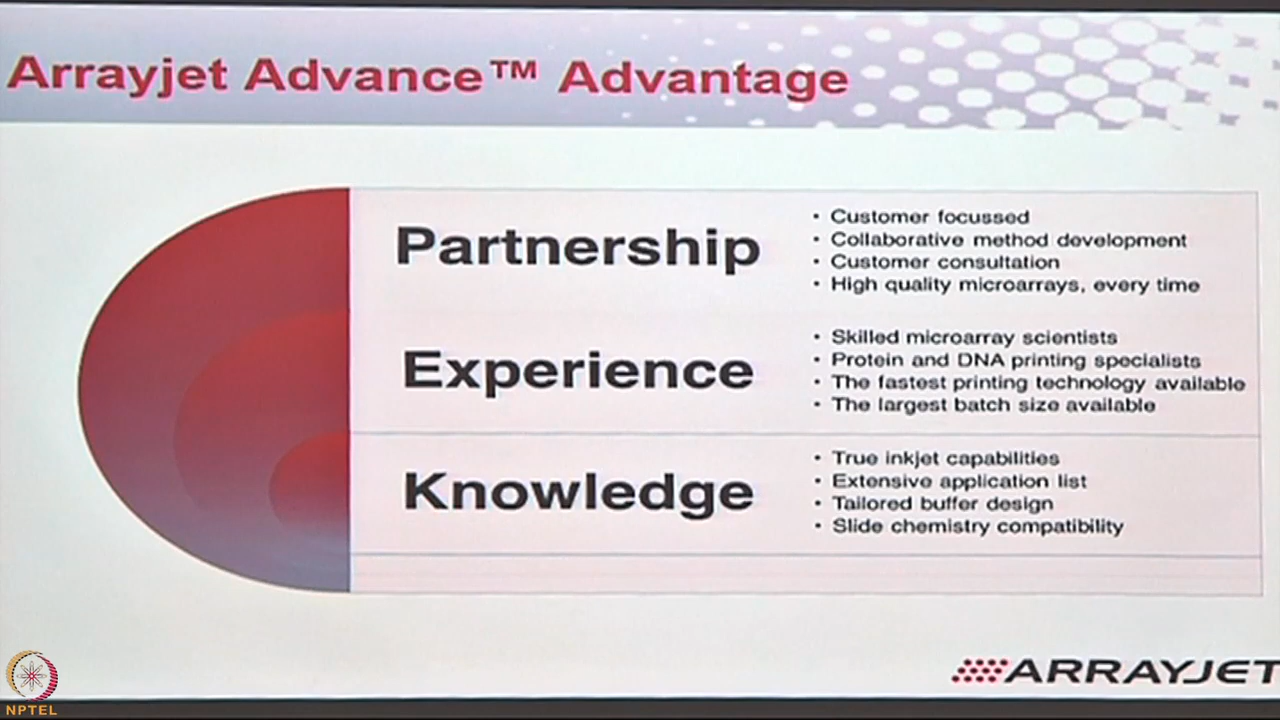 Arrayjet Advance™ Advantage
Partnership
• Customer focussed
• Collaborative method development
• Customer consultation
• High quality microarrays, every time
Experience
• Skilled microarray scientists
• Protein and DNA printing specialists
• The fastest printing technology available
• The largest batch size available
Knowledge
• True inkjet capabilities
• Extensive application list
• Tailored buffer design
• Slide chemistry compatibility
ARRAYJET
NPTEL